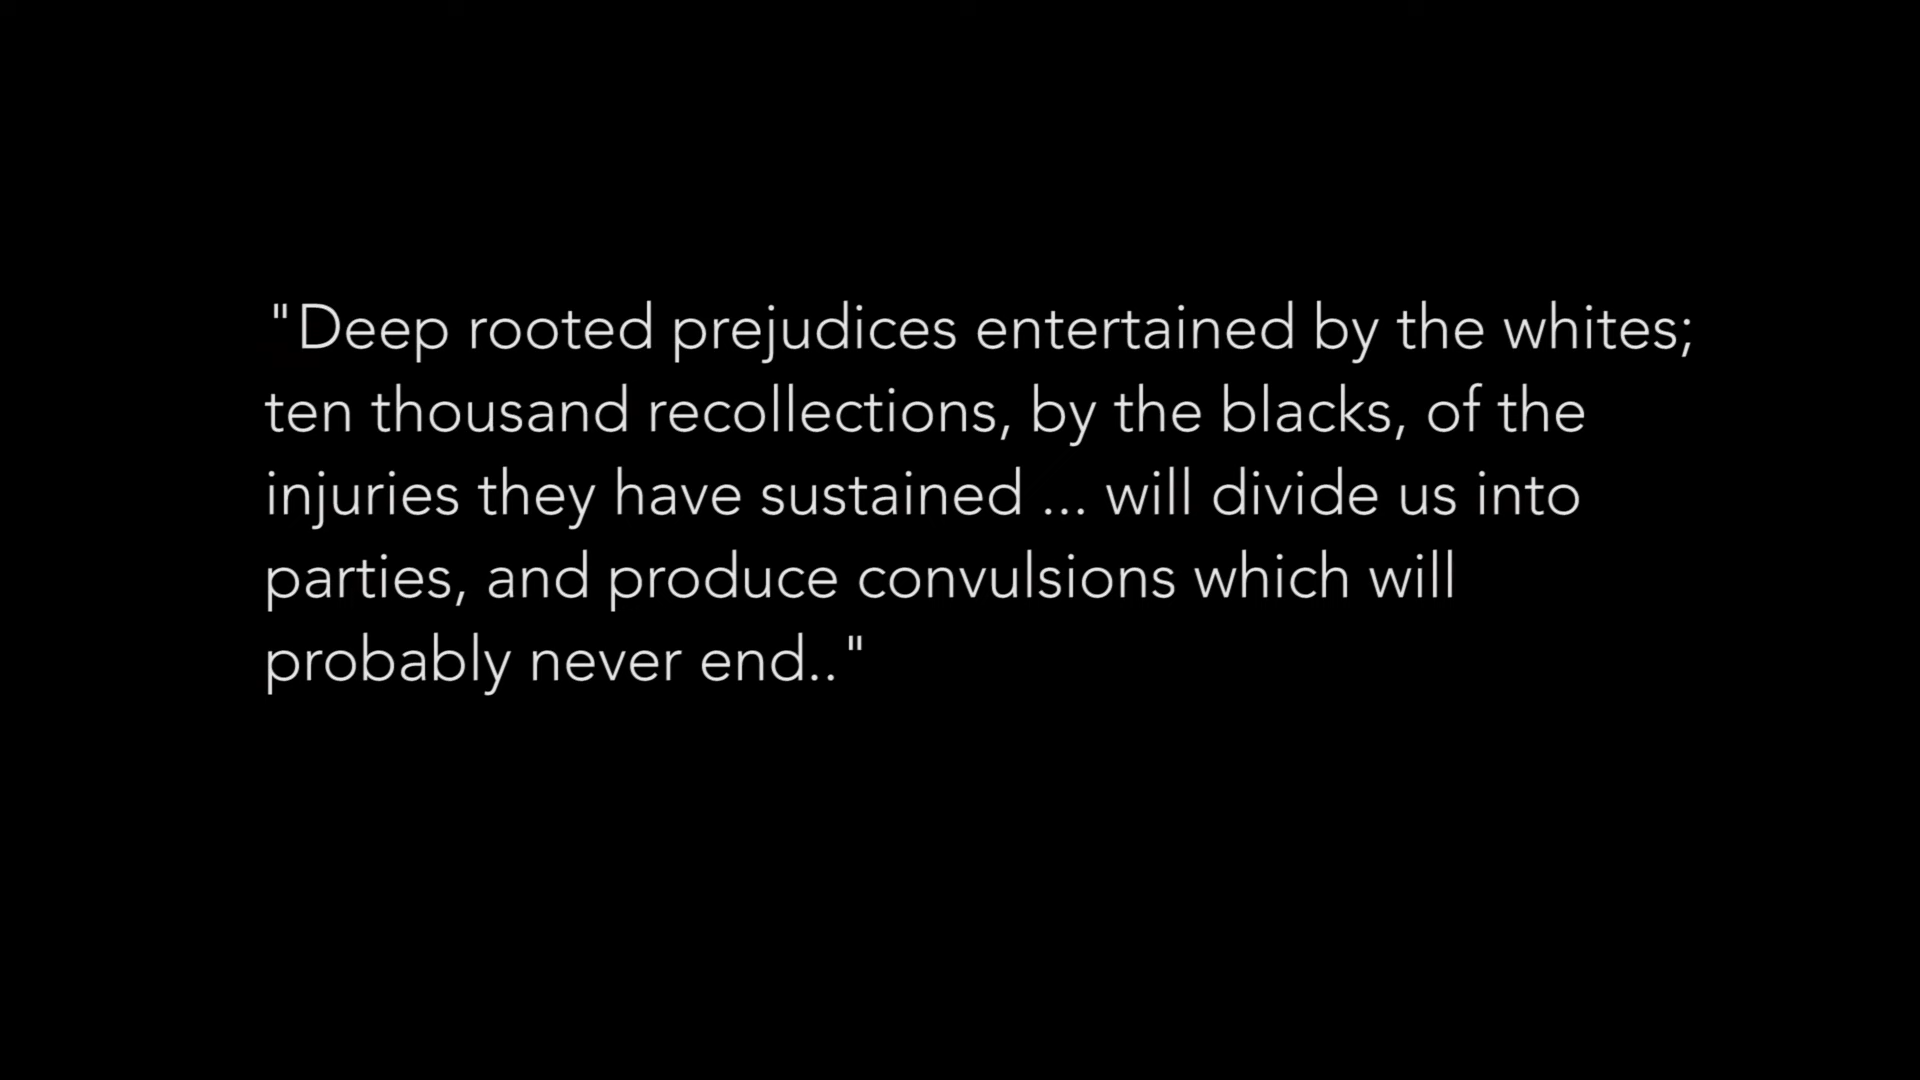 "Deep rooted prejudices entertained by the whites;
ten thousand recollections, by the blacks, of the
injuries they have sustained ... will divide us into
parties, and produce convulsions which will
probably never end.."